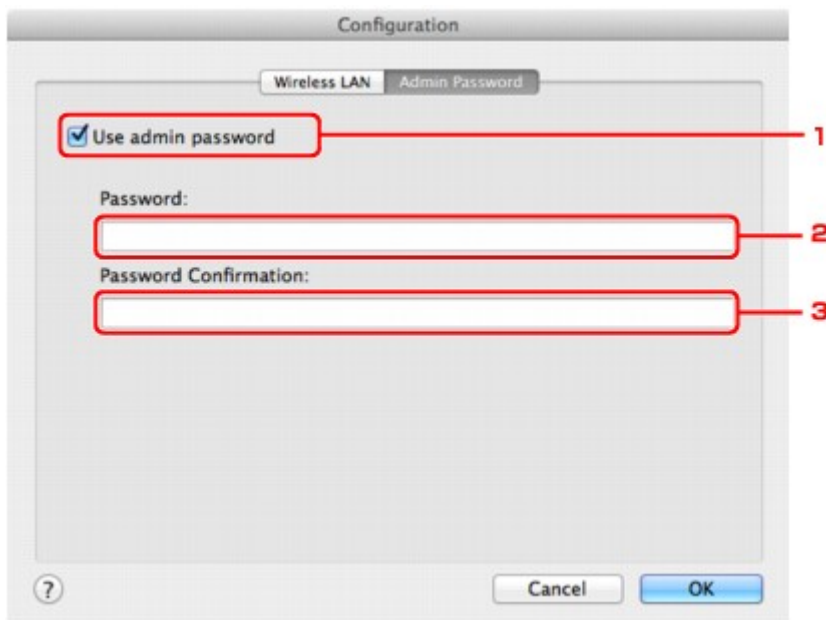 Configuration
Wireless LAN Admin Password
Use admin password 1
Password:
2
Password Confirmation:
3
? Cancel OK